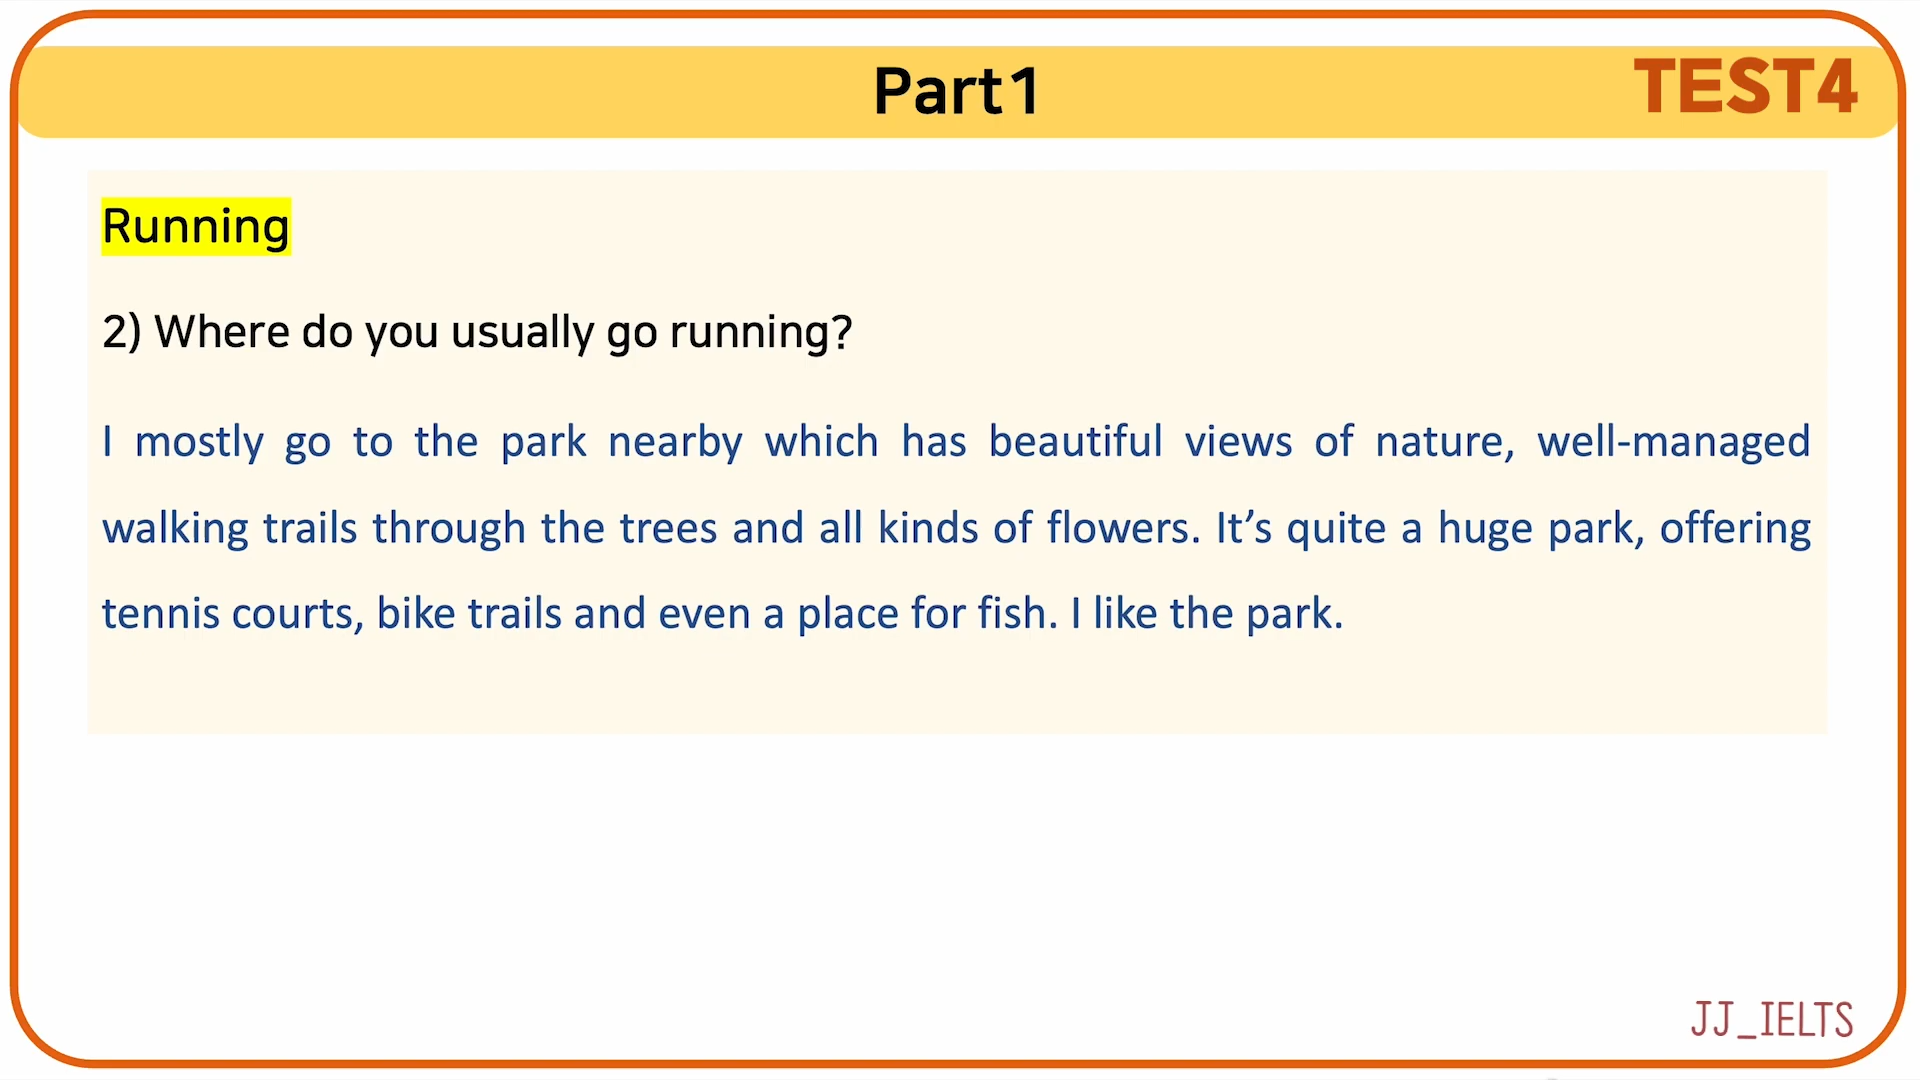 Part1
TEST4
Running
2) Where do you usually go running?
I mostly go to the park nearby which has beautiful views of nature, well-managed
walking trails through the trees and all kinds of flowers. It’s quite a huge park, offering
tennis courts, bike trails and even a place for fish. I like the park.
JJ_IELTS